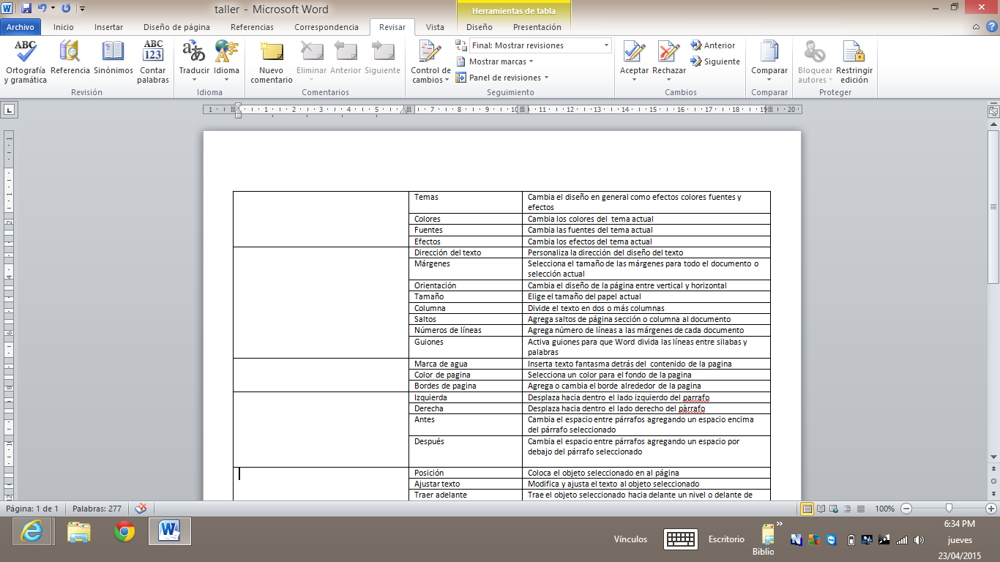 taller - Microsoft Word
Herramientas de tabla
Archivo Inicio Insertar Diseño de página Referencias Correspondencia Revisar Vista Diseño Presentación
Ortografía y gramática
Referencia
Sinónimos
Contar palabras
Revisión
Traducir
Idioma
Idioma
Nuevo comentario
Eliminar
Anterior
Siguiente
Comentarios
Control de cambios
Final: Mostrar revisiones
Mostrar marcas
Panel de revisiones
Seguimiento
Aceptar
Rechazar
Anterior
Siguiente
Cambios
Comparar
Comparar
Bloquear autores
Restringir edición
Proteger
1 1 2 3 4 5 7 8 9 10 11 12 13 14 15 16 17 18 19 20
Temas Cambia el diseño en general como efectos colores fuentes y
efectos
Colores Cambia los colores del tema actual
Fuentes Cambia las fuentes del tema actual
Efectos Cambia los efectos del tema actual
Dirección del texto Personaliza la dirección del diseño del texto
Márgenes Selecciona el tamaño de las márgenes para todo el documento o
selección actual
Orientación Cambia el diseño de la página entre vertical y horizontal
Tamaño Elige el tamaño del papel actual
Columna Divide el texto en dos o más columnas
Saltos Agrega saltos de página sección o columna al documento
Números de líneas Agrega número de líneas a las márgenes de cada documento
Guiones Activa guiones para que Word divida las líneas entre silabas y
palabras
Marca de agua Inserta texto fantasma detrás del contenido de la pagina
Color de pagina Selecciona un color para el fondo de la pagina
Bordes de pagina Agrega o cambia el borde alrededor de la pagina
Izquierda Desplaza hacia dentro el lado izquierdo del parrafo
Derecha Desplaza hacia dentro el lado derecho del pàrrafo
Antes Cambia el espacio entre párrafos agregando un espacio encima
del párrafo seleccionado
Después Cambia el espacio entre párrafos agregando un espacio por
debajo del párrafo seleccionado
Posición Coloca el objeto seleccionado en al página
Ajustar texto Modifica y ajusta el texto al objeto seleccionado
Traer adelante Trae el objeto seleccionado hacia delante un nivel o delante de
Página: 1 de 1 Palabras: 277 100%
Vínculos Escritorio Biblio
6:34 PM
jueves
23/04/2015